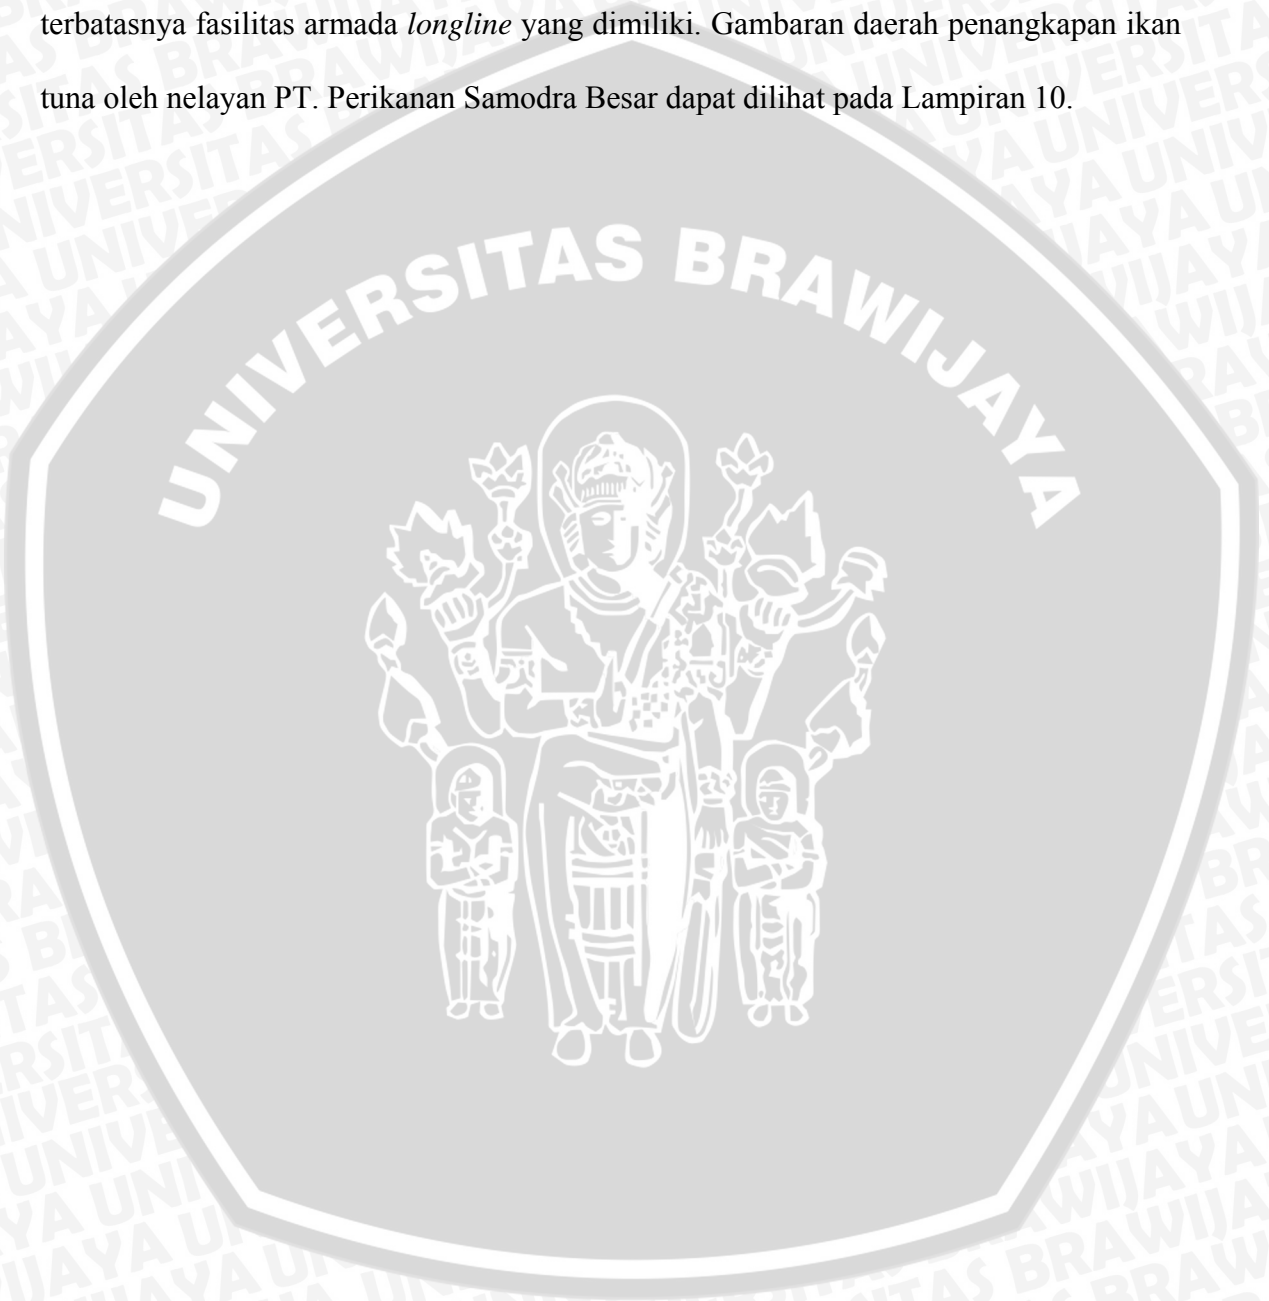 terbatasnya fasilitas armada longline yang dimiliki. Gambaran daerah penangkapan ikan
tuna oleh nelayan PT. Perikanan Samodra Besar dapat dilihat pada Lampiran 10.
UNIVERSITAS BRAWIJAYA